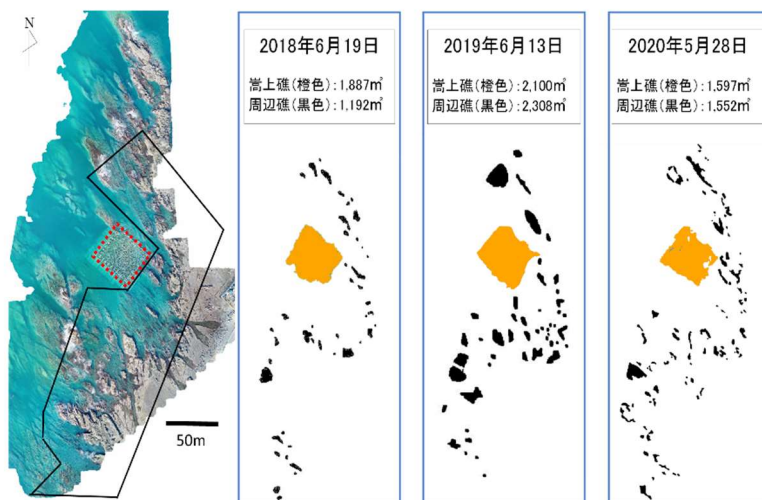 N
50m
2018年6月19日
嵩上礁(橙色):1,887㎡
周辺礁(黒色):1,192㎡
2019年6月13日
嵩上礁(橙色):2,100㎡
周辺礁(黒色):2,308㎡
2020年5月28日
嵩上礁(橙色):1,597㎡
周辺礁(黒色):1,552㎡